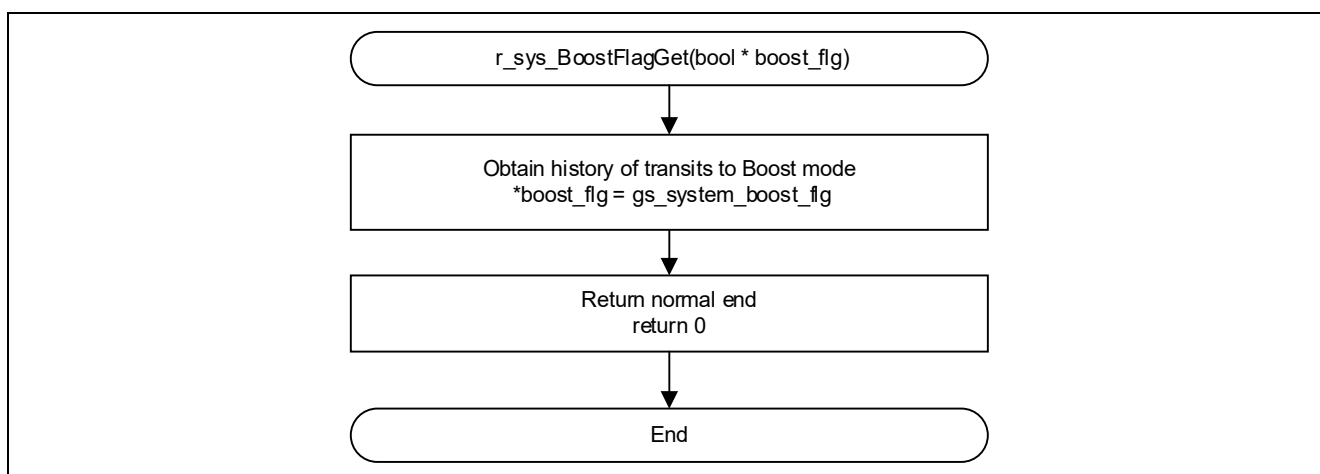 r_sys_BoostFlagGet(bool * boost_flg)
Obtain history of transits to Boost mode
*boost_flg = gs_system_boost_flg
Return normal end
return 0
End